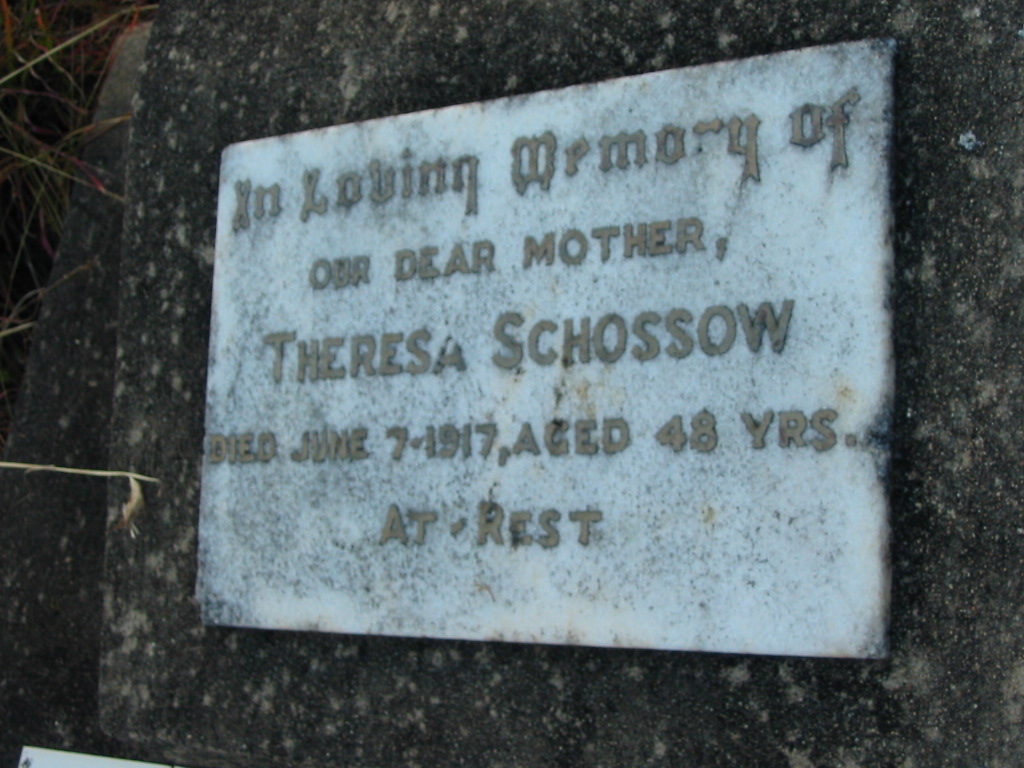 In Loving Memory of
OUR DEAR MOTHER,
THERESA SCHOSSOW
DIED JUNE 7-1917, AGED 48 YRS.
AT-REST